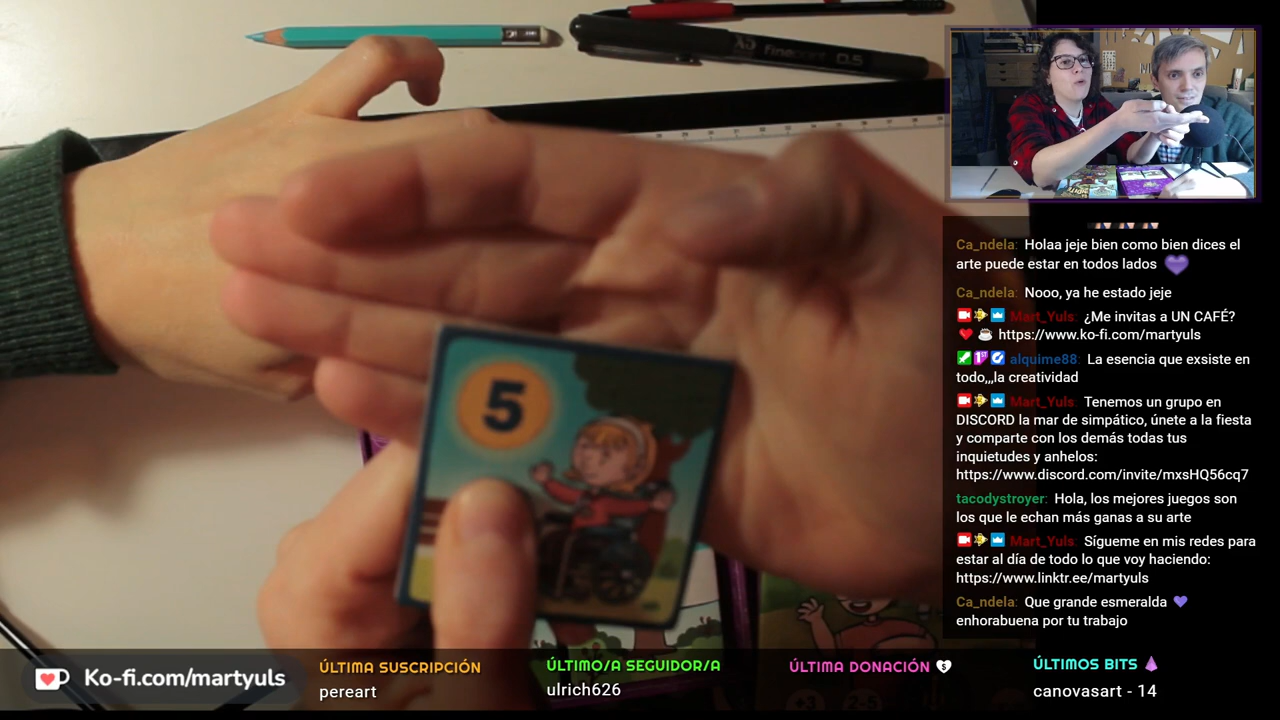 finepoint 0.5
5
Ca_ndela: Holaa jeje bien como bien dices el
arte puede estar en todos lados
Ca_ndela: Nooo, ya he estado jeje
Mart_Yuls: ¿Me invitas a UN CAFÉ?
https://www.ko-fi.com/martyuls
1ST alquime88: La esencia que exsiste en
todo,,,la creatividad
Mart_Yuls: Tenemos un grupo en
DISCORD la mar de simpático, únete a la fiesta
y comparte con los demás todas tus
inquietudes y anhelos:
https://www.discord.com/invite/mxsHQ56cq7
tacodystroyer: Hola, los mejores juegos son
los que le echan más ganas a su arte
Mart_Yuls: Sígueme en mis redes para
estar al día de todo lo que voy haciendo:
https://www.linktr.ee/martyuls
Ca_ndela: Que grande esmeralda
enhorabuena por tu trabajo
Ko-fi.com/martyuls
ÚLTIMA SUSCRIPCIÓN
pereart
ÚLTIMO/A SEGUIDOR/A
ulrich626
ÚLTIMA DONACIÓN
ÚLTIMOS BITS
canovasart - 14